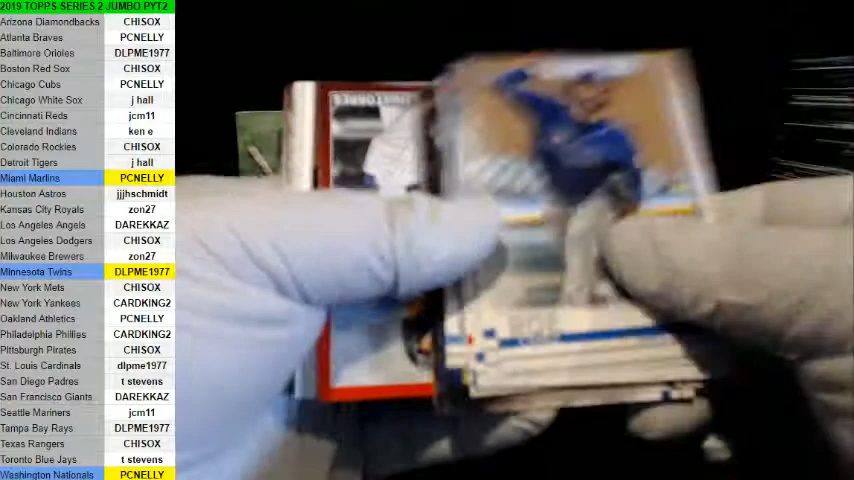 2019 TOPPS SERIES 2 JUMBO PYT2
Arizona Diamondbacks CHISOX
Atlanta Braves PCNELLY
Baltimore Orioles DLPME1977
Boston Red Sox CHISOX
Chicago Cubs PCNELLY
Chicago White Sox j hall
Cincinnati Reds jcm11
Cleveland Indians ken e
Colorado Rockies CHISOX
Detroit Tigers j hall
Miami Marlins PCNELLY
Houston Astros jjjhschmidt
Kansas City Royals zon27
Los Angeles Angels DAREKKAZ
Los Angeles Dodgers CHISOX
Milwaukee Brewers zon27
Minnesota Twins DLPME1977
New York Mets CHISOX
New York Yankees CARDKING2
Oakland Athletics PCNELLY
Philadelphia Phillies CARDKING2
Pittsburgh Pirates CHISOX
St. Louis Cardinals dlpme1977
San Diego Padres t stevens
San Francisco Giants DAREKKAZ
Seattle Mariners jcm11
Tampa Bay Rays DLPME1977
Texas Rangers CHISOX
Toronto Blue Jays t stevens
Washington Nationals PCNELLY